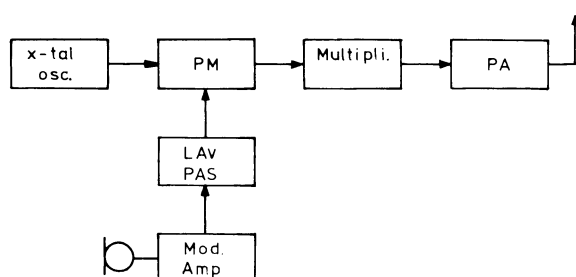 x-tal
osc.
PM
Multipli.
PA
LAV
PAS
Mod.
Amp